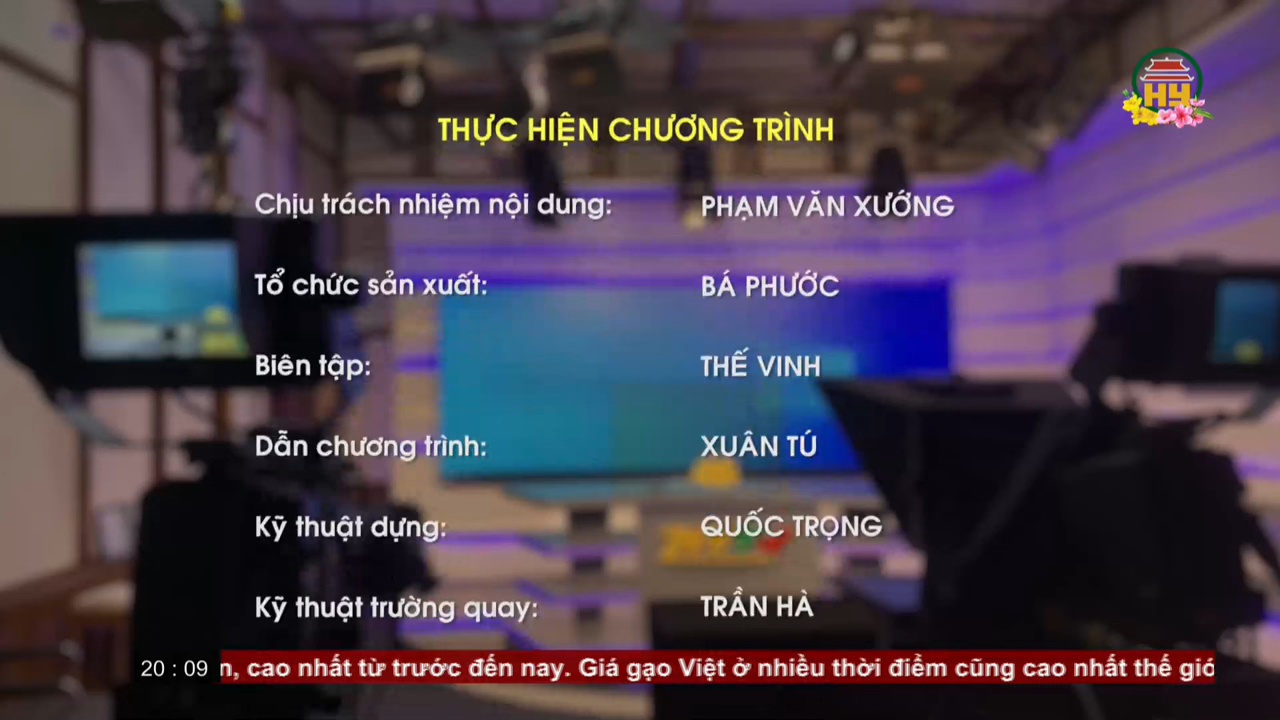 HY
THỰC HIỆN CHƯƠNG TRÌNH
Chịu trách nhiệm nội dung: PHẠM VĂN XƯỚNG
Tổ chức sản xuất: BÁ PHƯỚC
Biên tập: THẾ VINH
Dẫn chương trình: XUÂN TÚ
Kỹ thuật dựng: QUỐC TRỌNG
Kỹ thuật trường quay: TRẦN HÀ
20 : 09 n, cao nhất từ trước đến nay. Giá gạo Việt ở nhiều thời điểm cũng cao nhất thế giớ